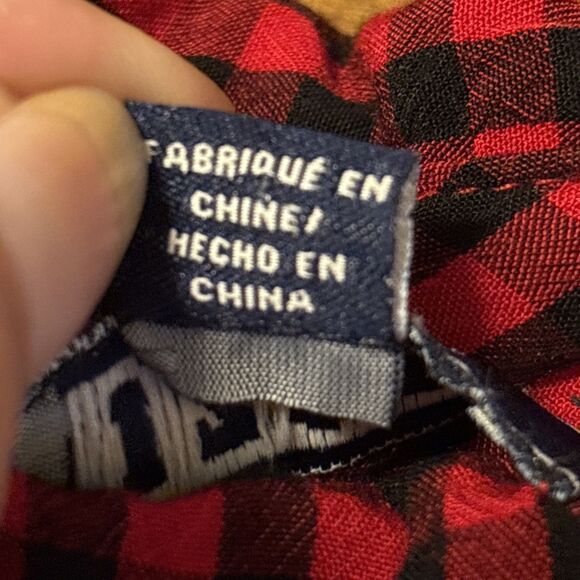 FABRIQUÉ EN
CHINE/
HECHO EN
CHINA